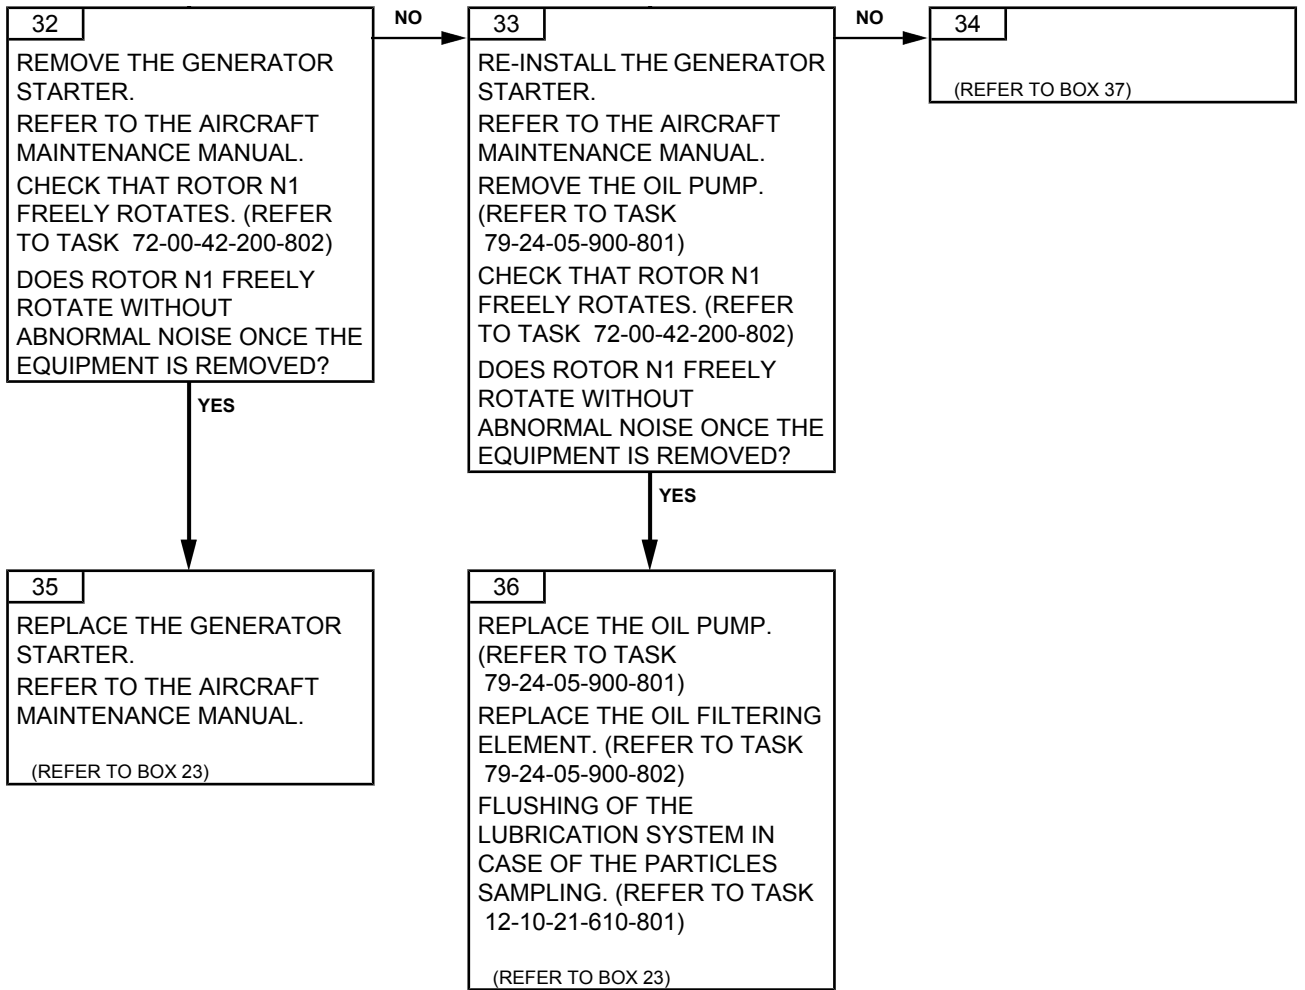 32
REMOVE THE GENERATOR
STARTER.
REFER TO THE AIRCRAFT
MAINTENANCE MANUAL.
CHECK THAT ROTOR N1
FREELY ROTATES. (REFER
TO TASK 72-00-42-200-802)
DOES ROTOR N1 FREELY
ROTATE WITHOUT
ABNORMAL NOISE ONCE THE
EQUIPMENT IS REMOVED?
NO
33
RE-INSTALL THE GENERATOR
STARTER.
REFER TO THE AIRCRAFT
MAINTENANCE MANUAL.
REMOVE THE OIL PUMP.
(REFER TO TASK
79-24-05-900-801)
CHECK THAT ROTOR N1
FREELY ROTATES. (REFER
TO TASK 72-00-42-200-802)
DOES ROTOR N1 FREELY
ROTATE WITHOUT
ABNORMAL NOISE ONCE THE
EQUIPMENT IS REMOVED?
NO
34
(REFER TO BOX 37)
YES
YES
35
REPLACE THE GENERATOR
STARTER.
REFER TO THE AIRCRAFT
MAINTENANCE MANUAL.
(REFER TO BOX 23)
36
REPLACE THE OIL PUMP.
(REFER TO TASK
79-24-05-900-801)
REPLACE THE OIL FILTERING
ELEMENT. (REFER TO TASK
79-24-05-900-802)
FLUSHING OF THE
LUBRICATION SYSTEM IN
CASE OF THE PARTICLES
SAMPLING. (REFER TO TASK
12-10-21-610-801)
(REFER TO BOX 23)